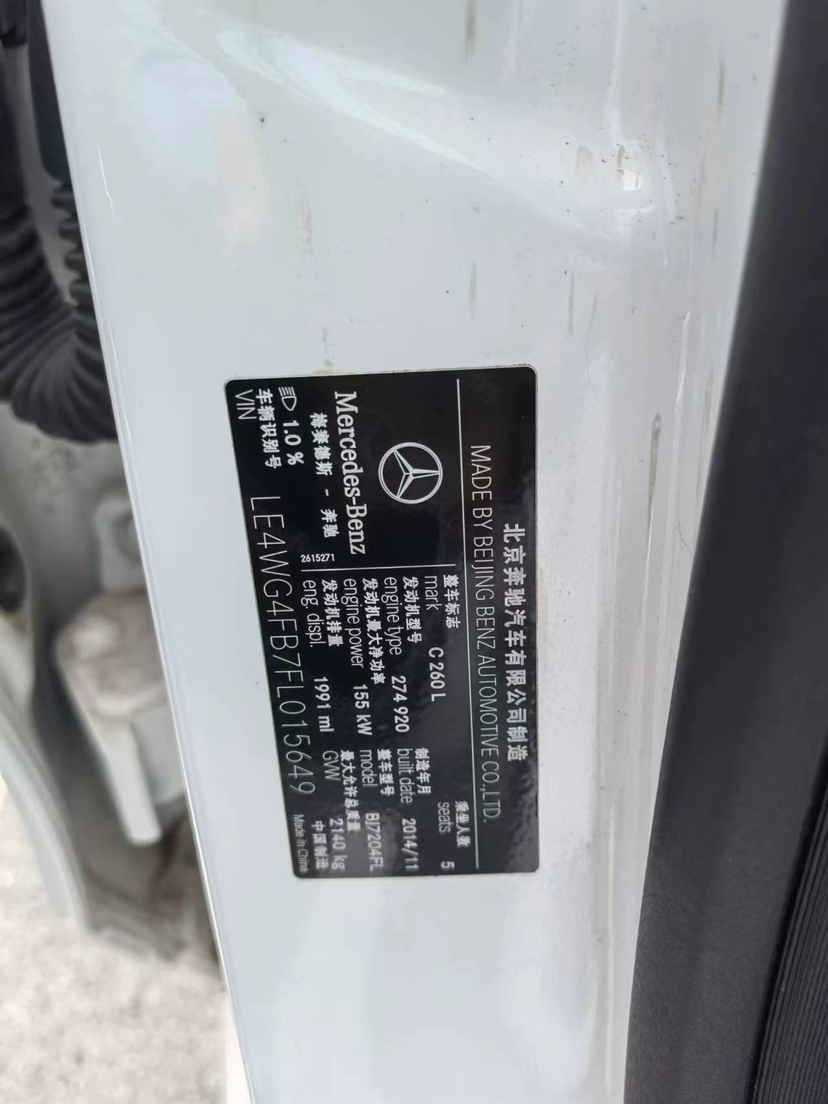 北京奔驰汽车有限公司制造
MADE BY BEIJING BENZ AUTOMOTIVE CO.,LTD.
整车标志 mark C 260 L 乘坐人数 seats 5
发动机型号 engine type 274 920 制造年月 built date 2014/11
发动机最大净功率 engine power 155 kW 整车型号 model BJ7204FL
发动机排量 eng. displ. 1991 ml 最大允许总质量 GVW 2140 kg
Mercedes-Benz
梅赛德斯 - 奔驰
2615271
1.0 %
车辆识别号
VIN LE4WG4FB7FL015649
中国制造
Made in China